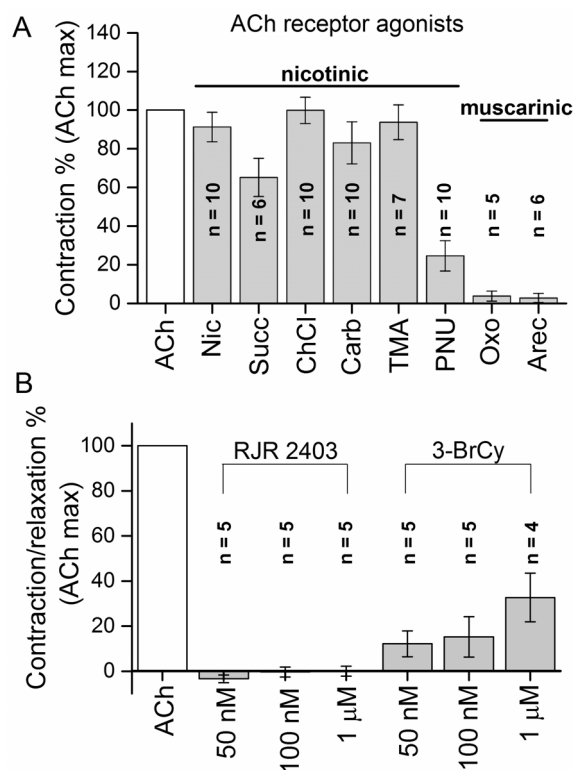 A
ACh receptor agonists
nicotinic
muscarinic
Contraction % (ACh max)
140
120
100
80
60
40
20
0
n = 10
n = 6
n = 10
n = 10
n = 7
n = 10
n = 5
n = 6
ACh
Nic
Succ
ChCl
Carb
TMA
PNU
Oxo
Arec
B
Contraction/relaxation %
(ACh max)
100
80
60
40
20
0
RJR 2403
3-BrCy
n = 5
n = 5
n = 5
n = 5
n = 5
n = 4
ACh
50 nM
100 nM
1 µM
50 nM
100 nM
1 µM